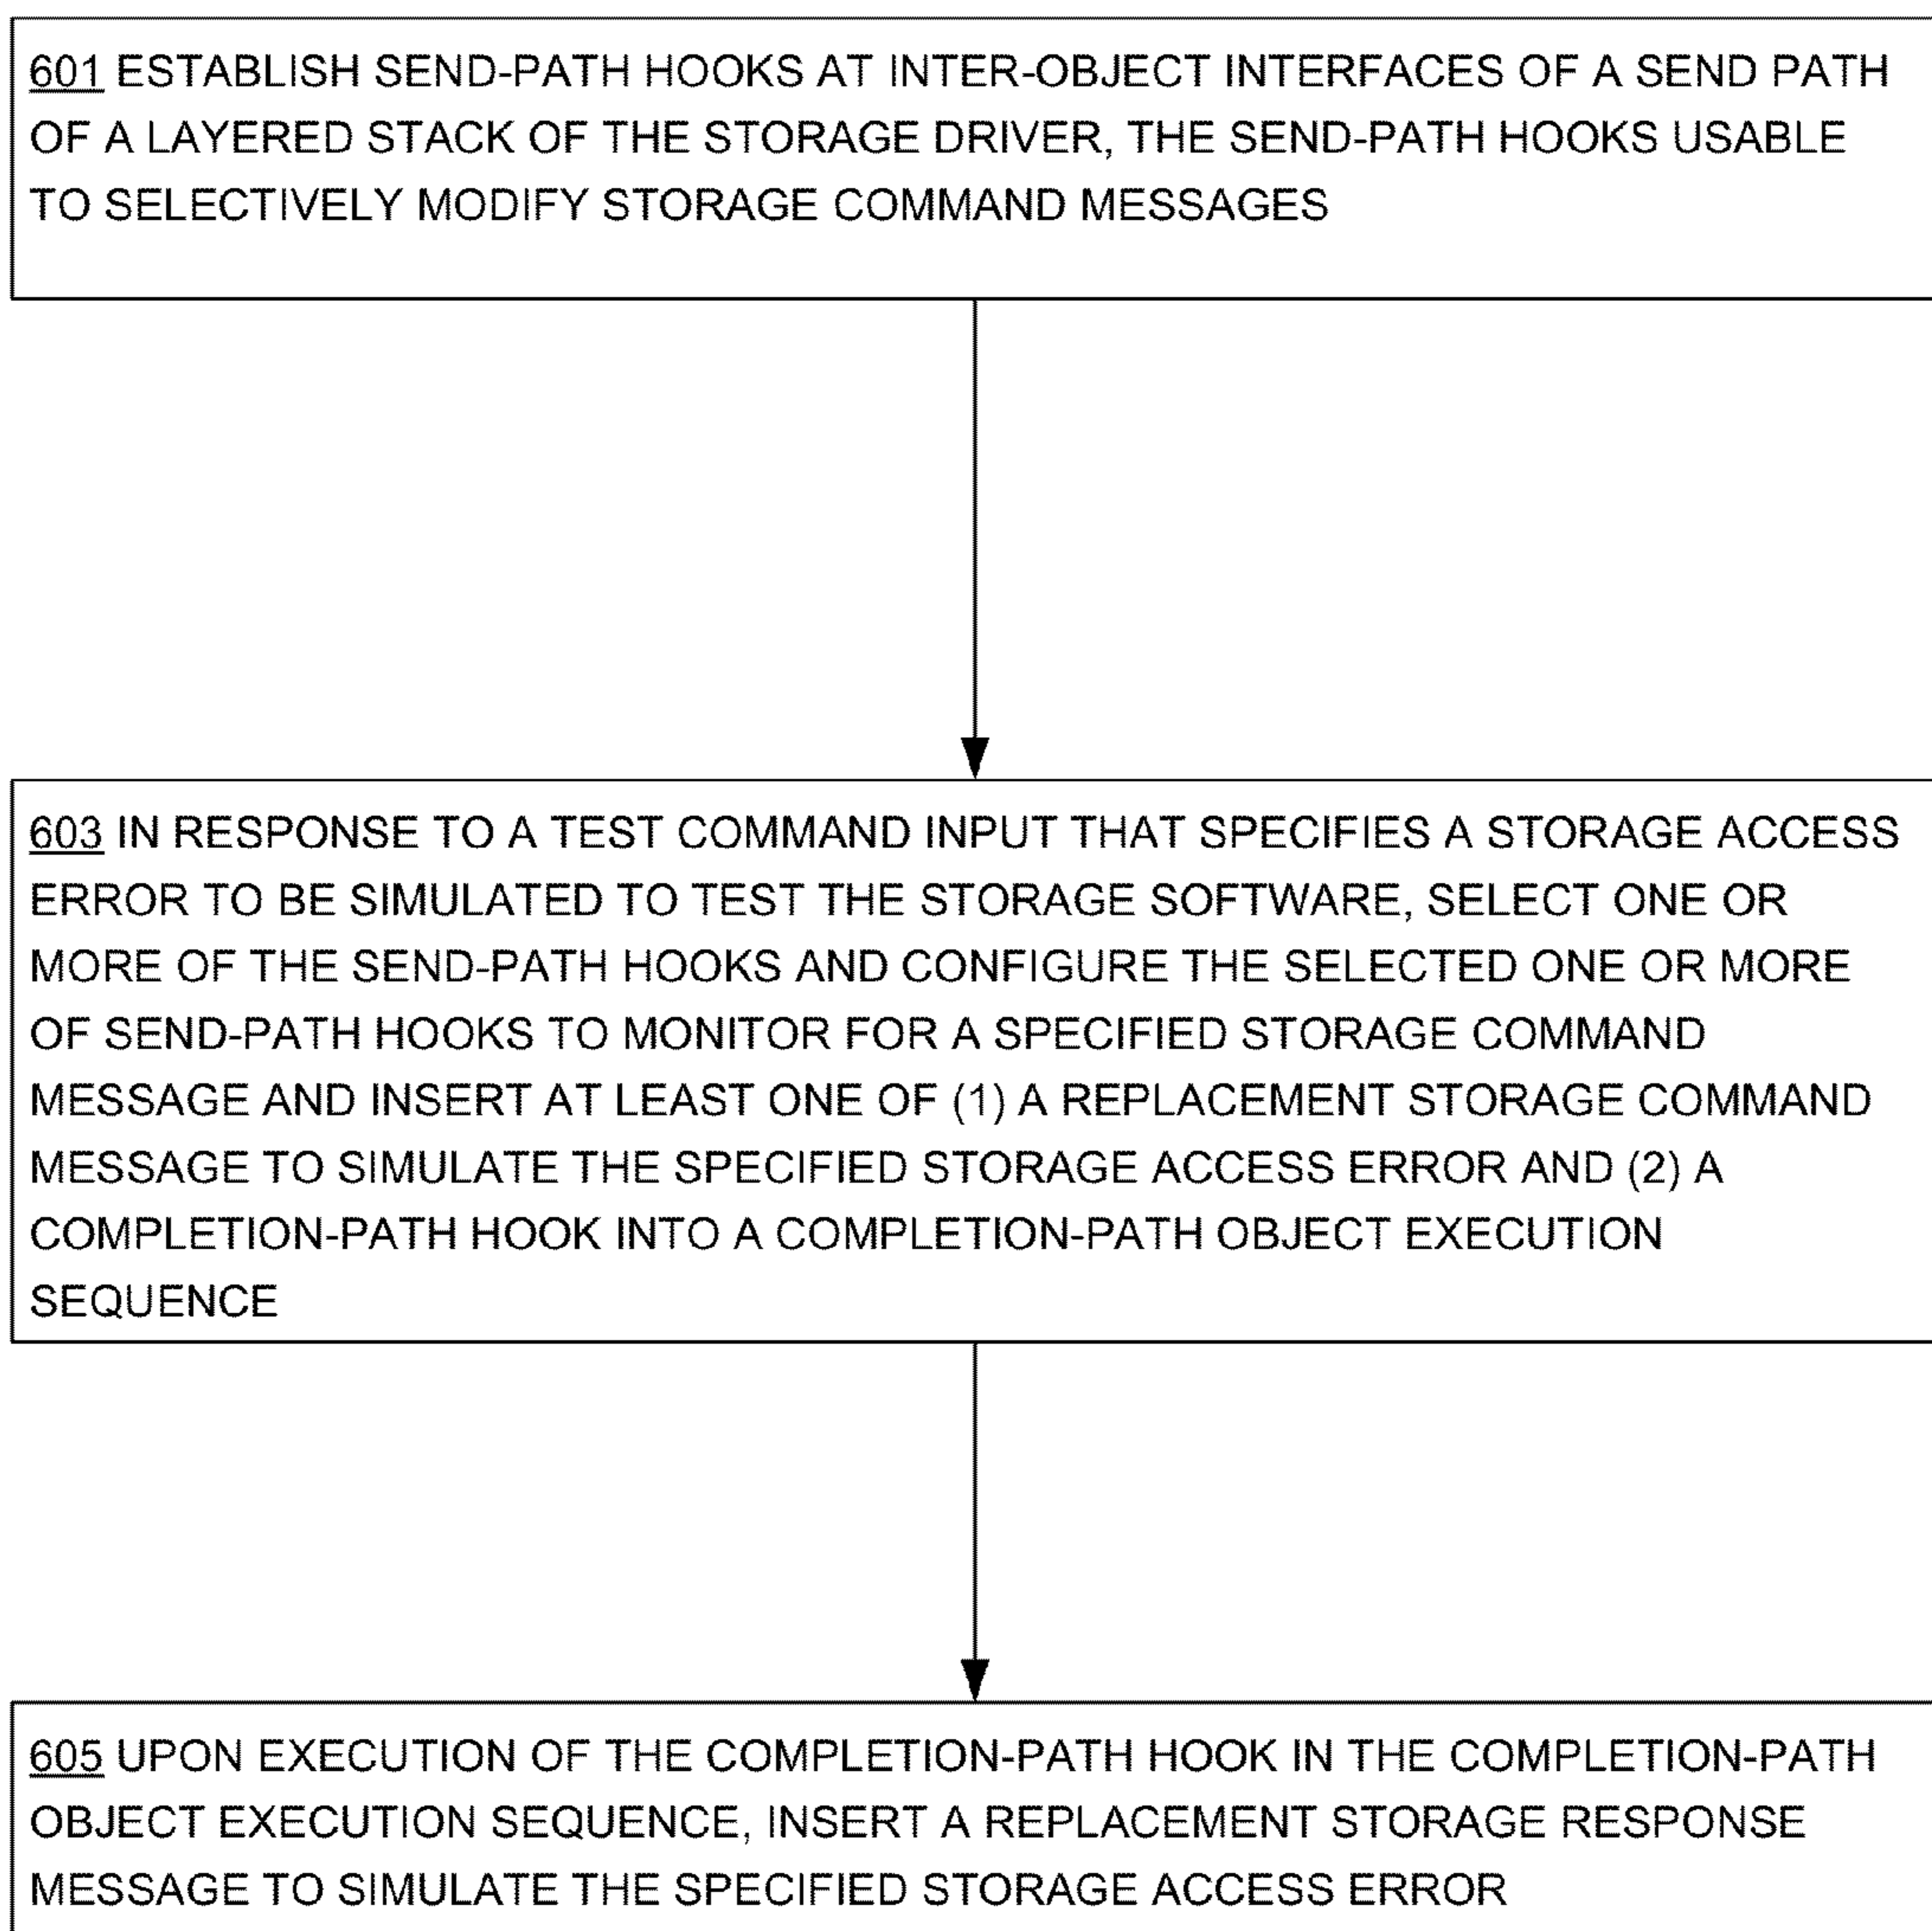 601 ESTABLISH SEND-PATH HOOKS AT INTER-OBJECT INTERFACES OF A SEND PATH
OF A LAYERED STACK OF THE STORAGE DRIVER, THE SEND-PATH HOOKS USABLE
TO SELECTIVELY MODIFY STORAGE COMMAND MESSAGES
603 IN RESPONSE TO A TEST COMMAND INPUT THAT SPECIFIES A STORAGE ACCESS
ERROR TO BE SIMULATED TO TEST THE STORAGE SOFTWARE, SELECT ONE OR
MORE OF THE SEND-PATH HOOKS AND CONFIGURE THE SELECTED ONE OR MORE
OF SEND-PATH HOOKS TO MONITOR FOR A SPECIFIED STORAGE COMMAND
MESSAGE AND INSERT AT LEAST ONE OF (1) A REPLACEMENT STORAGE COMMAND
MESSAGE TO SIMULATE THE SPECIFIED STORAGE ACCESS ERROR AND (2) A
COMPLETION-PATH HOOK INTO A COMPLETION-PATH OBJECT EXECUTION
SEQUENCE
605 UPON EXECUTION OF THE COMPLETION-PATH HOOK IN THE COMPLETION-PATH
OBJECT EXECUTION SEQUENCE, INSERT A REPLACEMENT STORAGE RESPONSE
MESSAGE TO SIMULATE THE SPECIFIED STORAGE ACCESS ERROR